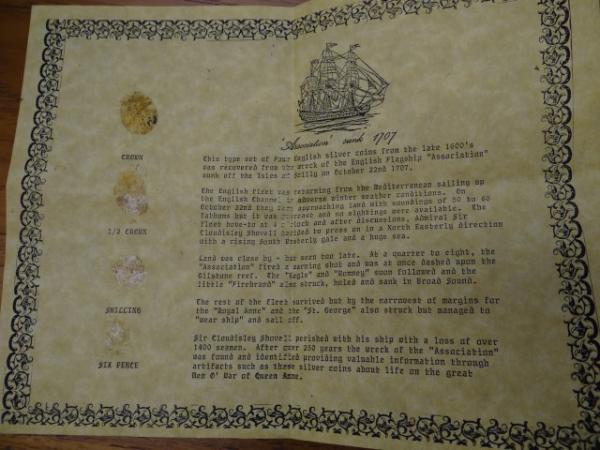 'Association' sunk 1707
This type set of Four English silver coins from the late 1600's
was recovered from the wreck of the English Flagship "Association"
sunk off the Isles of Scilly on October 22nd 1707.
CROWN
The English fleet was returning from the Mediterranean sailing up
the English Channel in adverse winter weather conditions. On
October 22nd they were approaching land with soundings of 50 to 60
fathoms but it was overcast and no sightings were available. The
fleet hove-to at 4 o'clock and after discussions, Admiral Sir
Cloudisley Shovell decided to press on in a North Easterly direction
with a rising South Westerly gale and a huge sea.
1/2 CROWN
Land was close by - but seen too late. At a quarter to eight, the
"Association" fired a warning shot and was at once dashed upon the
Gilstone reef. The "Eagle" and "Romney" soon followed and the
little "Firebrand" also struck, holed and sank in Broad Sound.
SHILLING
The rest of the fleet survived but by the narrowest of margins for
the "Royal Anne" and the "St. George" also struck but managed to
"wear ship" and sail off.
Sir Cloudisley Shovell perished with his ship with a loss of over
1400 seamen. After over 250 years the wreck of the "Association"
was found and identified providing valuable information through
artifacts such as these silver coins about life on the great
Men O' War of Queen Anne.
SIX PENCE